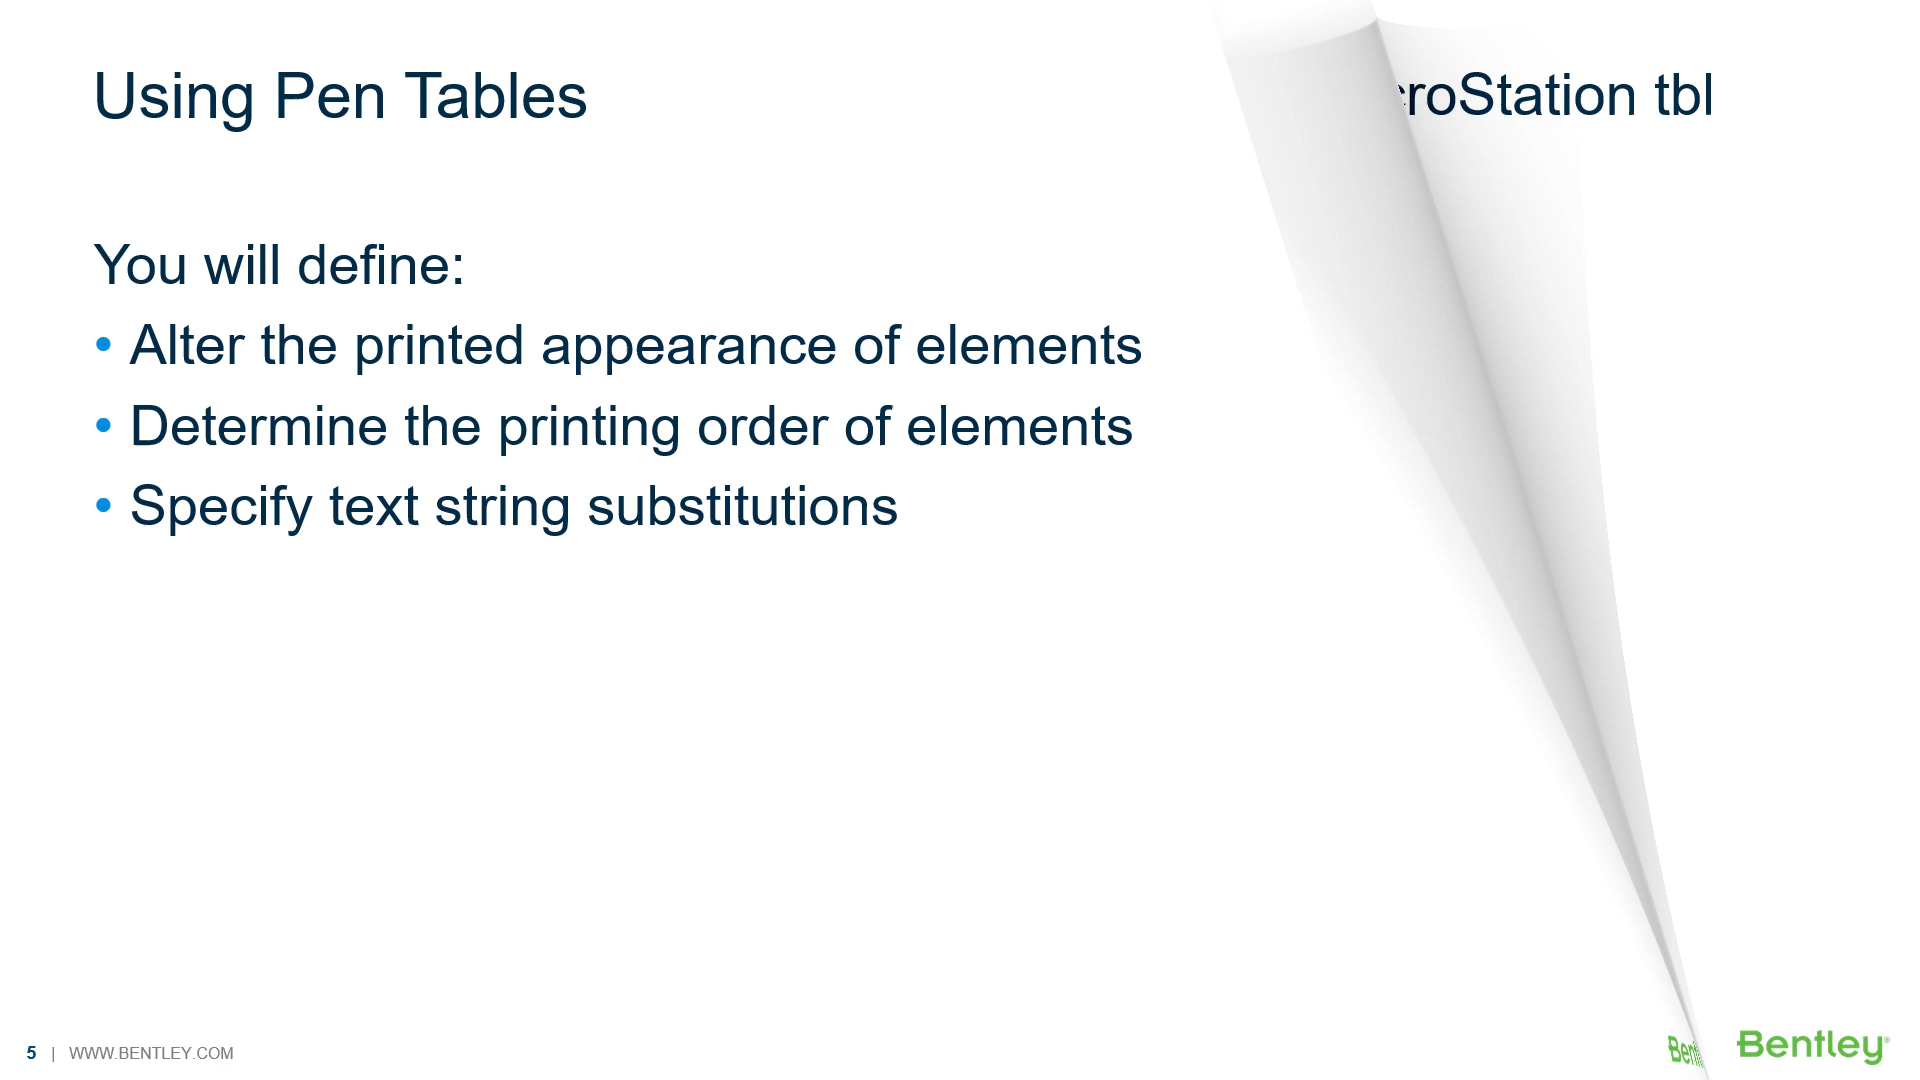 Using Pen Tables
roStation tbl
You will define:
• Alter the printed appearance of elements
• Determine the printing order of elements
• Specify text string substitutions
5 | WWW.BENTLEY.COM
Ben
Bentley®